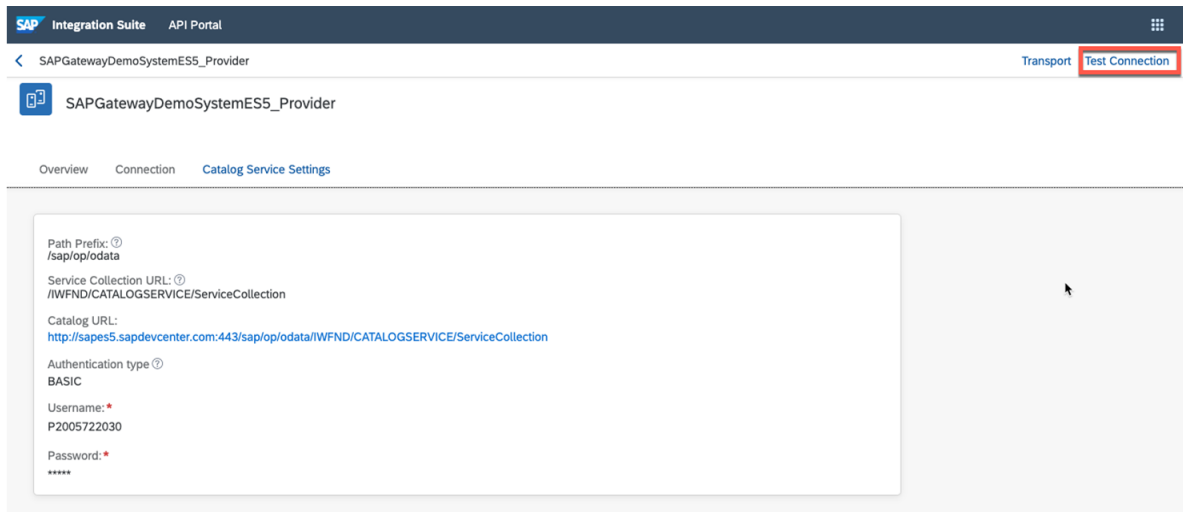 SAP Integration Suite API Portal
SAPGatewayDemoSystemES5_Provider Transport Test Connection
SAPGatewayDemoSystemES5_Provider
Overview Connection Catalog Service Settings
Path Prefix:
/sap/op/odata
Service Collection URL:
/IWFND/CATALOGSERVICE/ServiceCollection
Catalog URL:
http://sapes5.sapdevcenter.com:443/sap/op/odata/IWFND/CATALOGSERVICE/ServiceCollection
Authentication type
BASIC
Username:*
P2005722030
Password:*
*****